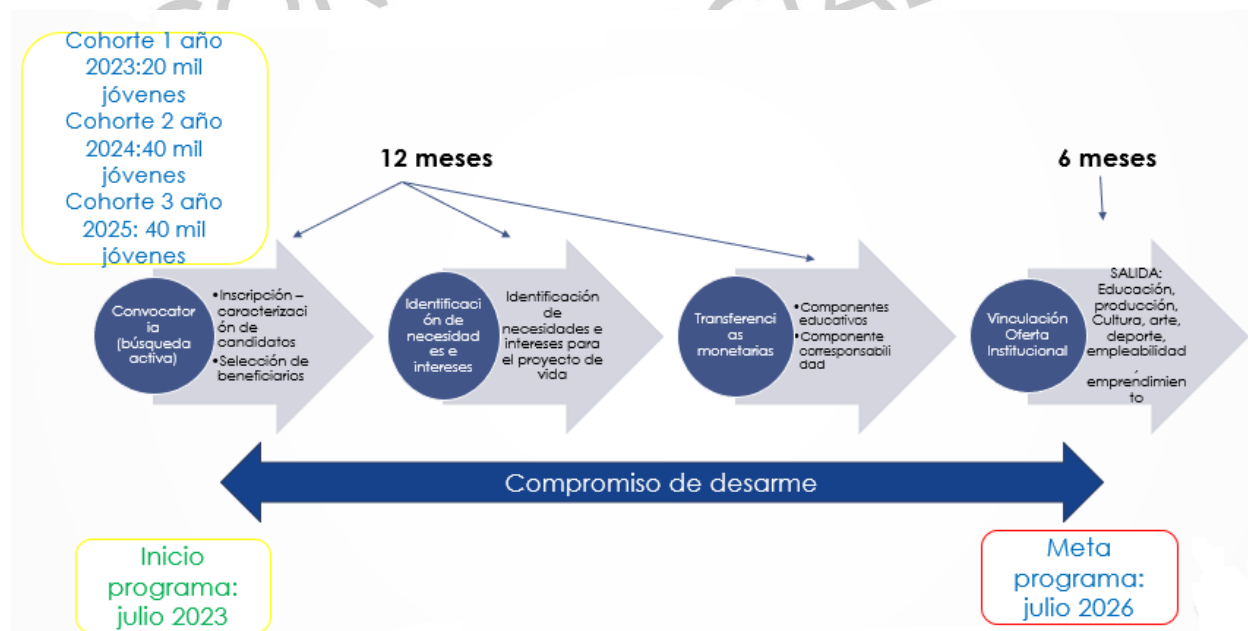 Cohorte 1 año
2023:20 mil
jóvenes
Cohorte 2 año
2024:40 mil
jóvenes
Cohorte 3 año
2025: 40 mil
jóvenes
12 meses
6 meses
Convocator
ia
(búsqueda
activa)
•Inscripción –
caracterizaci
ón de
candidatos
•Selección de
beneficiarios
Identificaci
ón de
necesidad
es e
intereses
Identificación
de
necesidades e
intereses para
el proyecto de
vida
Transferenci
as
monetarias
•Componentes
educativos
•Componente
corresponsabili
dad
Vinculación
Oferta
Institucional
SALIDA:
Educación,
producción,
Cultura, arte,
deporte,
empleabilidad
,
emprendimien
to
Compromiso de desarme
Inicio
programa:
julio 2023
Meta
programa:
julio 2026